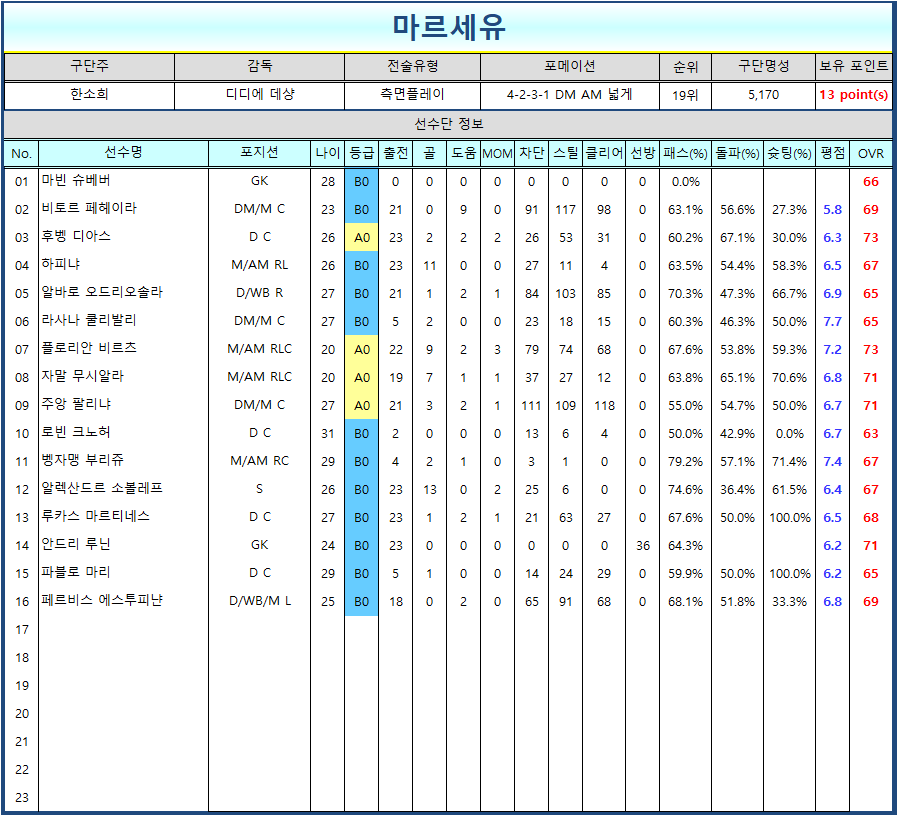 마르세유
구단주 감독 전술유형 포메이션 순위 구단명성 보유 포인트
한소희 디디에 데샹 측면플레이 4-2-3-1 DM AM 넓게 19위 5,170 13 point(s)
선수단 정보
No. 선수명 포지션 나이 등급 출전 골 도움 MOM 차단 스틸 클리어 선방 패스(%) 돌파(%) 슛팅(%) 평점 OVR
01 마빈 슈베버 GK 28 B0 0 0 0 0 0 0 0 0 0.0% 66
02 비토르 페헤이라 DM/M C 23 B0 21 0 9 0 91 117 98 0 63.1% 56.6% 27.3% 5.8 69
03 후벵 디아스 D C 26 A0 23 2 2 2 26 53 31 0 60.2% 67.1% 30.0% 6.3 73
04 하피냐 M/AM RL 26 B0 23 11 0 0 27 11 4 0 63.5% 54.4% 58.3% 6.5 67
05 알바로 오드리오솔라 D/WB R 27 B0 21 1 2 1 84 103 85 0 70.3% 47.3% 66.7% 6.9 65
06 라사나 쿨리발리 DM/M C 27 B0 5 2 0 0 23 18 15 0 60.3% 46.3% 50.0% 7.7 65
07 플로리안 비르츠 M/AM RLC 20 A0 22 9 2 3 79 74 68 0 67.6% 53.8% 59.3% 7.2 73
08 자말 무시알라 M/AM RLC 20 A0 19 7 1 1 37 27 12 0 63.8% 65.1% 70.6% 6.8 71
09 주앙 팔리냐 DM/M C 27 A0 21 3 2 1 111 109 118 0 55.0% 54.7% 50.0% 6.7 71
10 로빈 크노허 D C 31 B0 2 0 0 0 13 6 4 0 50.0% 42.9% 0.0% 6.7 63
11 벵자맹 부리쥬 M/AM RC 29 B0 4 2 1 0 3 1 0 0 79.2% 57.1% 71.4% 7.4 67
12 알렉산드르 소볼레프 S 26 B0 23 13 0 2 25 6 0 0 74.6% 36.4% 61.5% 6.4 67
13 루카스 마르티네스 D C 27 B0 23 1 2 1 21 63 27 0 67.6% 50.0% 100.0% 6.5 68
14 안드리 루닌 GK 24 B0 23 0 0 0 0 0 0 36 64.3% 6.2 71
15 파블로 마리 D C 29 B0 5 1 0 0 14 24 29 0 59.9% 50.0% 100.0% 6.2 65
16 페르비스 에스투피냔 D/WB/M L 25 B0 18 0 2 0 65 91 68 0 68.1% 51.8% 33.3% 6.8 69
17
18
19
20
21
22
23